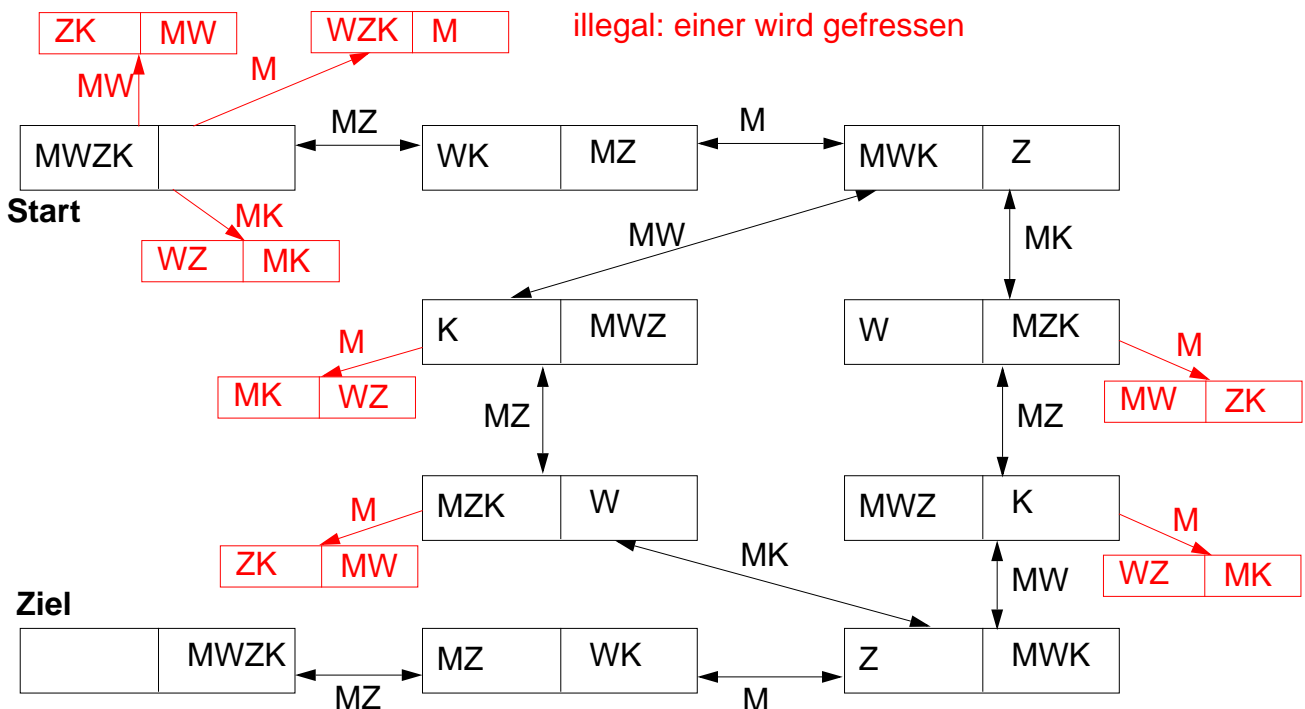 illegal: einer wird gefressen
ZK MW
WZK M
MW
M
MWZK
MZ
WK MZ
M
MWK Z
Start
MK
WZ MK
MW
MK
K MWZ
W MZK
M
MK WZ
M
MW ZK
MZ
MZ
MZK W
MWZ K
M
ZK MW
MK
MW
M
WZ MK
Ziel
MWZK
MZ
MZ WK
M
Z MWK